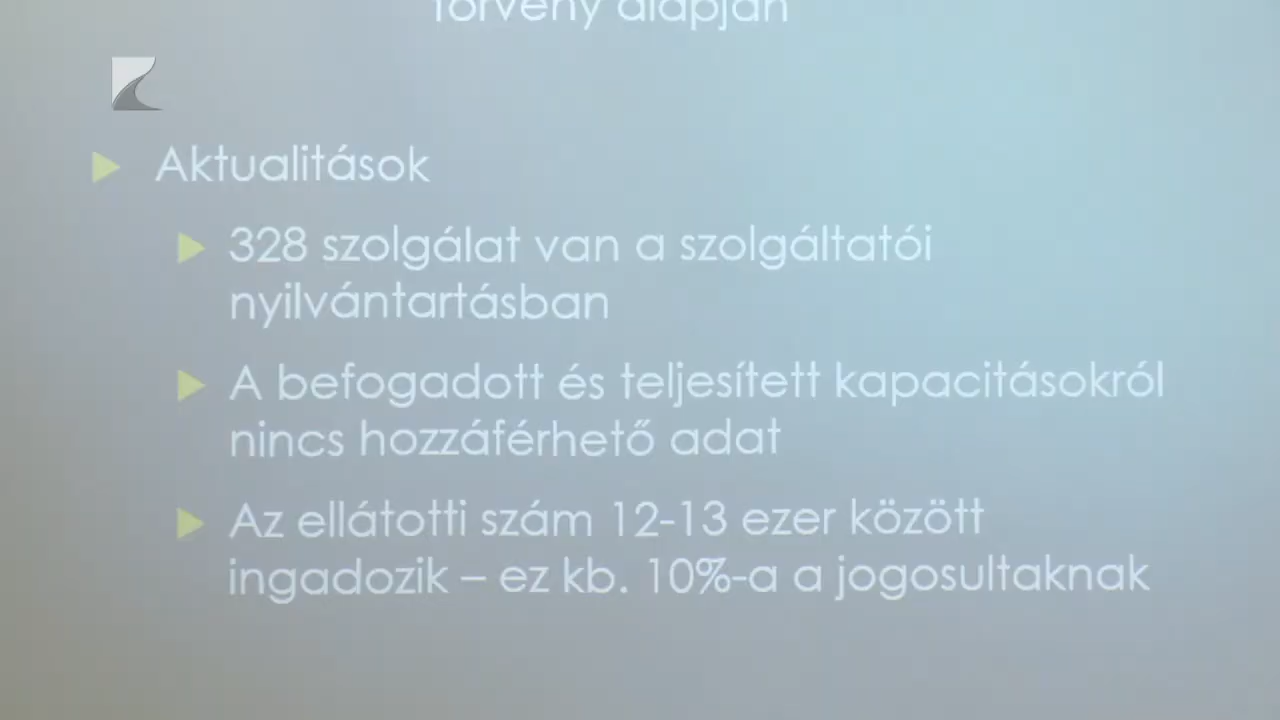 törvény alapján
Aktualitások
328 szolgálat van a szolgáltatói
nyilvántartásban
A befogadott és teljesített kapacitásokról
nincs hozzáférhető adat
Az ellátotti szám 12-13 ezer között
ingadozik – ez kb. 10%-a a jogosultaknak